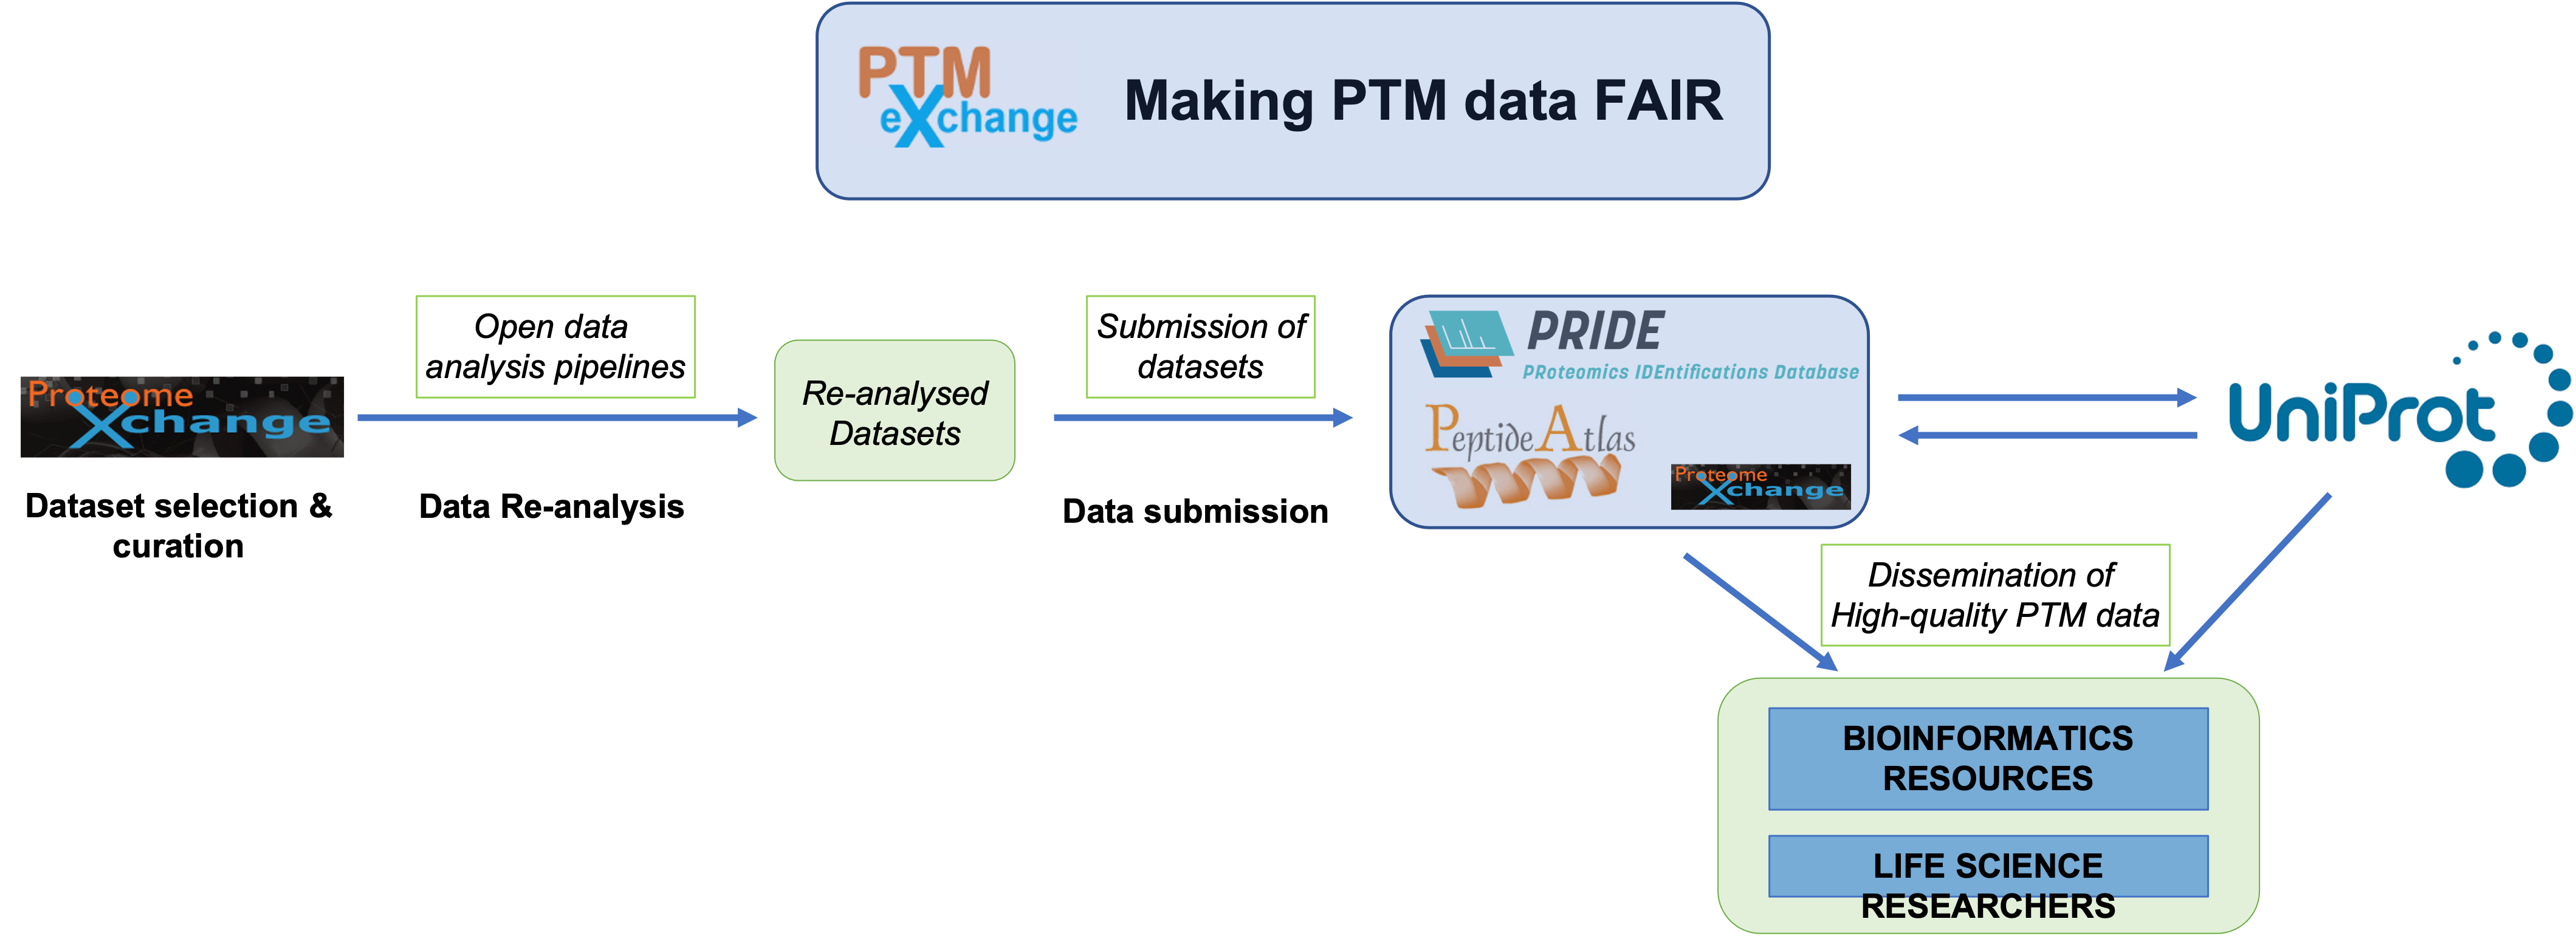 PTM
eXchange
Making PTM data FAIR
Open data
analysis pipelines
Submission of
datasets
PRIDE
PRoteomics IDEntifications Database
Proteome
Xchange
Re-analysed
Datasets
PeptideAtlas
UniProt
Proteome
Xchange
Dataset selection &
curation
Data Re-analysis
Data submission
Dissemination of
High-quality PTM data
BIOINFORMATICS
RESOURCES
LIFE SCIENCE
RESEARCHERS